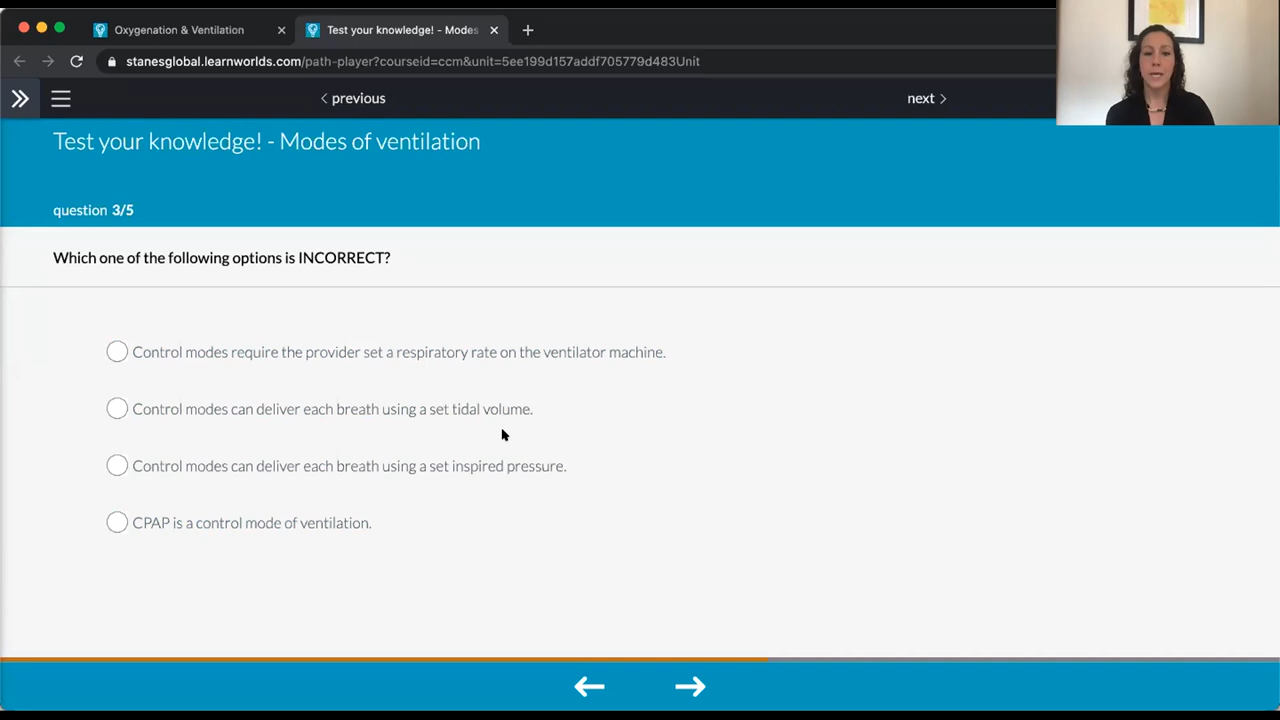 Oxygenation & Ventilation
Test your knowledge! - Modes
stanesglobal.learnworlds.com/path-player?courseid=ccm&unit=5ee199d157addf705779d483Unit
previous
next
Test your knowledge! - Modes of ventilation
question 3/5
Which one of the following options is INCORRECT?
Control modes require the provider set a respiratory rate on the ventilator machine.
Control modes can deliver each breath using a set tidal volume.
Control modes can deliver each breath using a set inspired pressure.
CPAP is a control mode of ventilation.